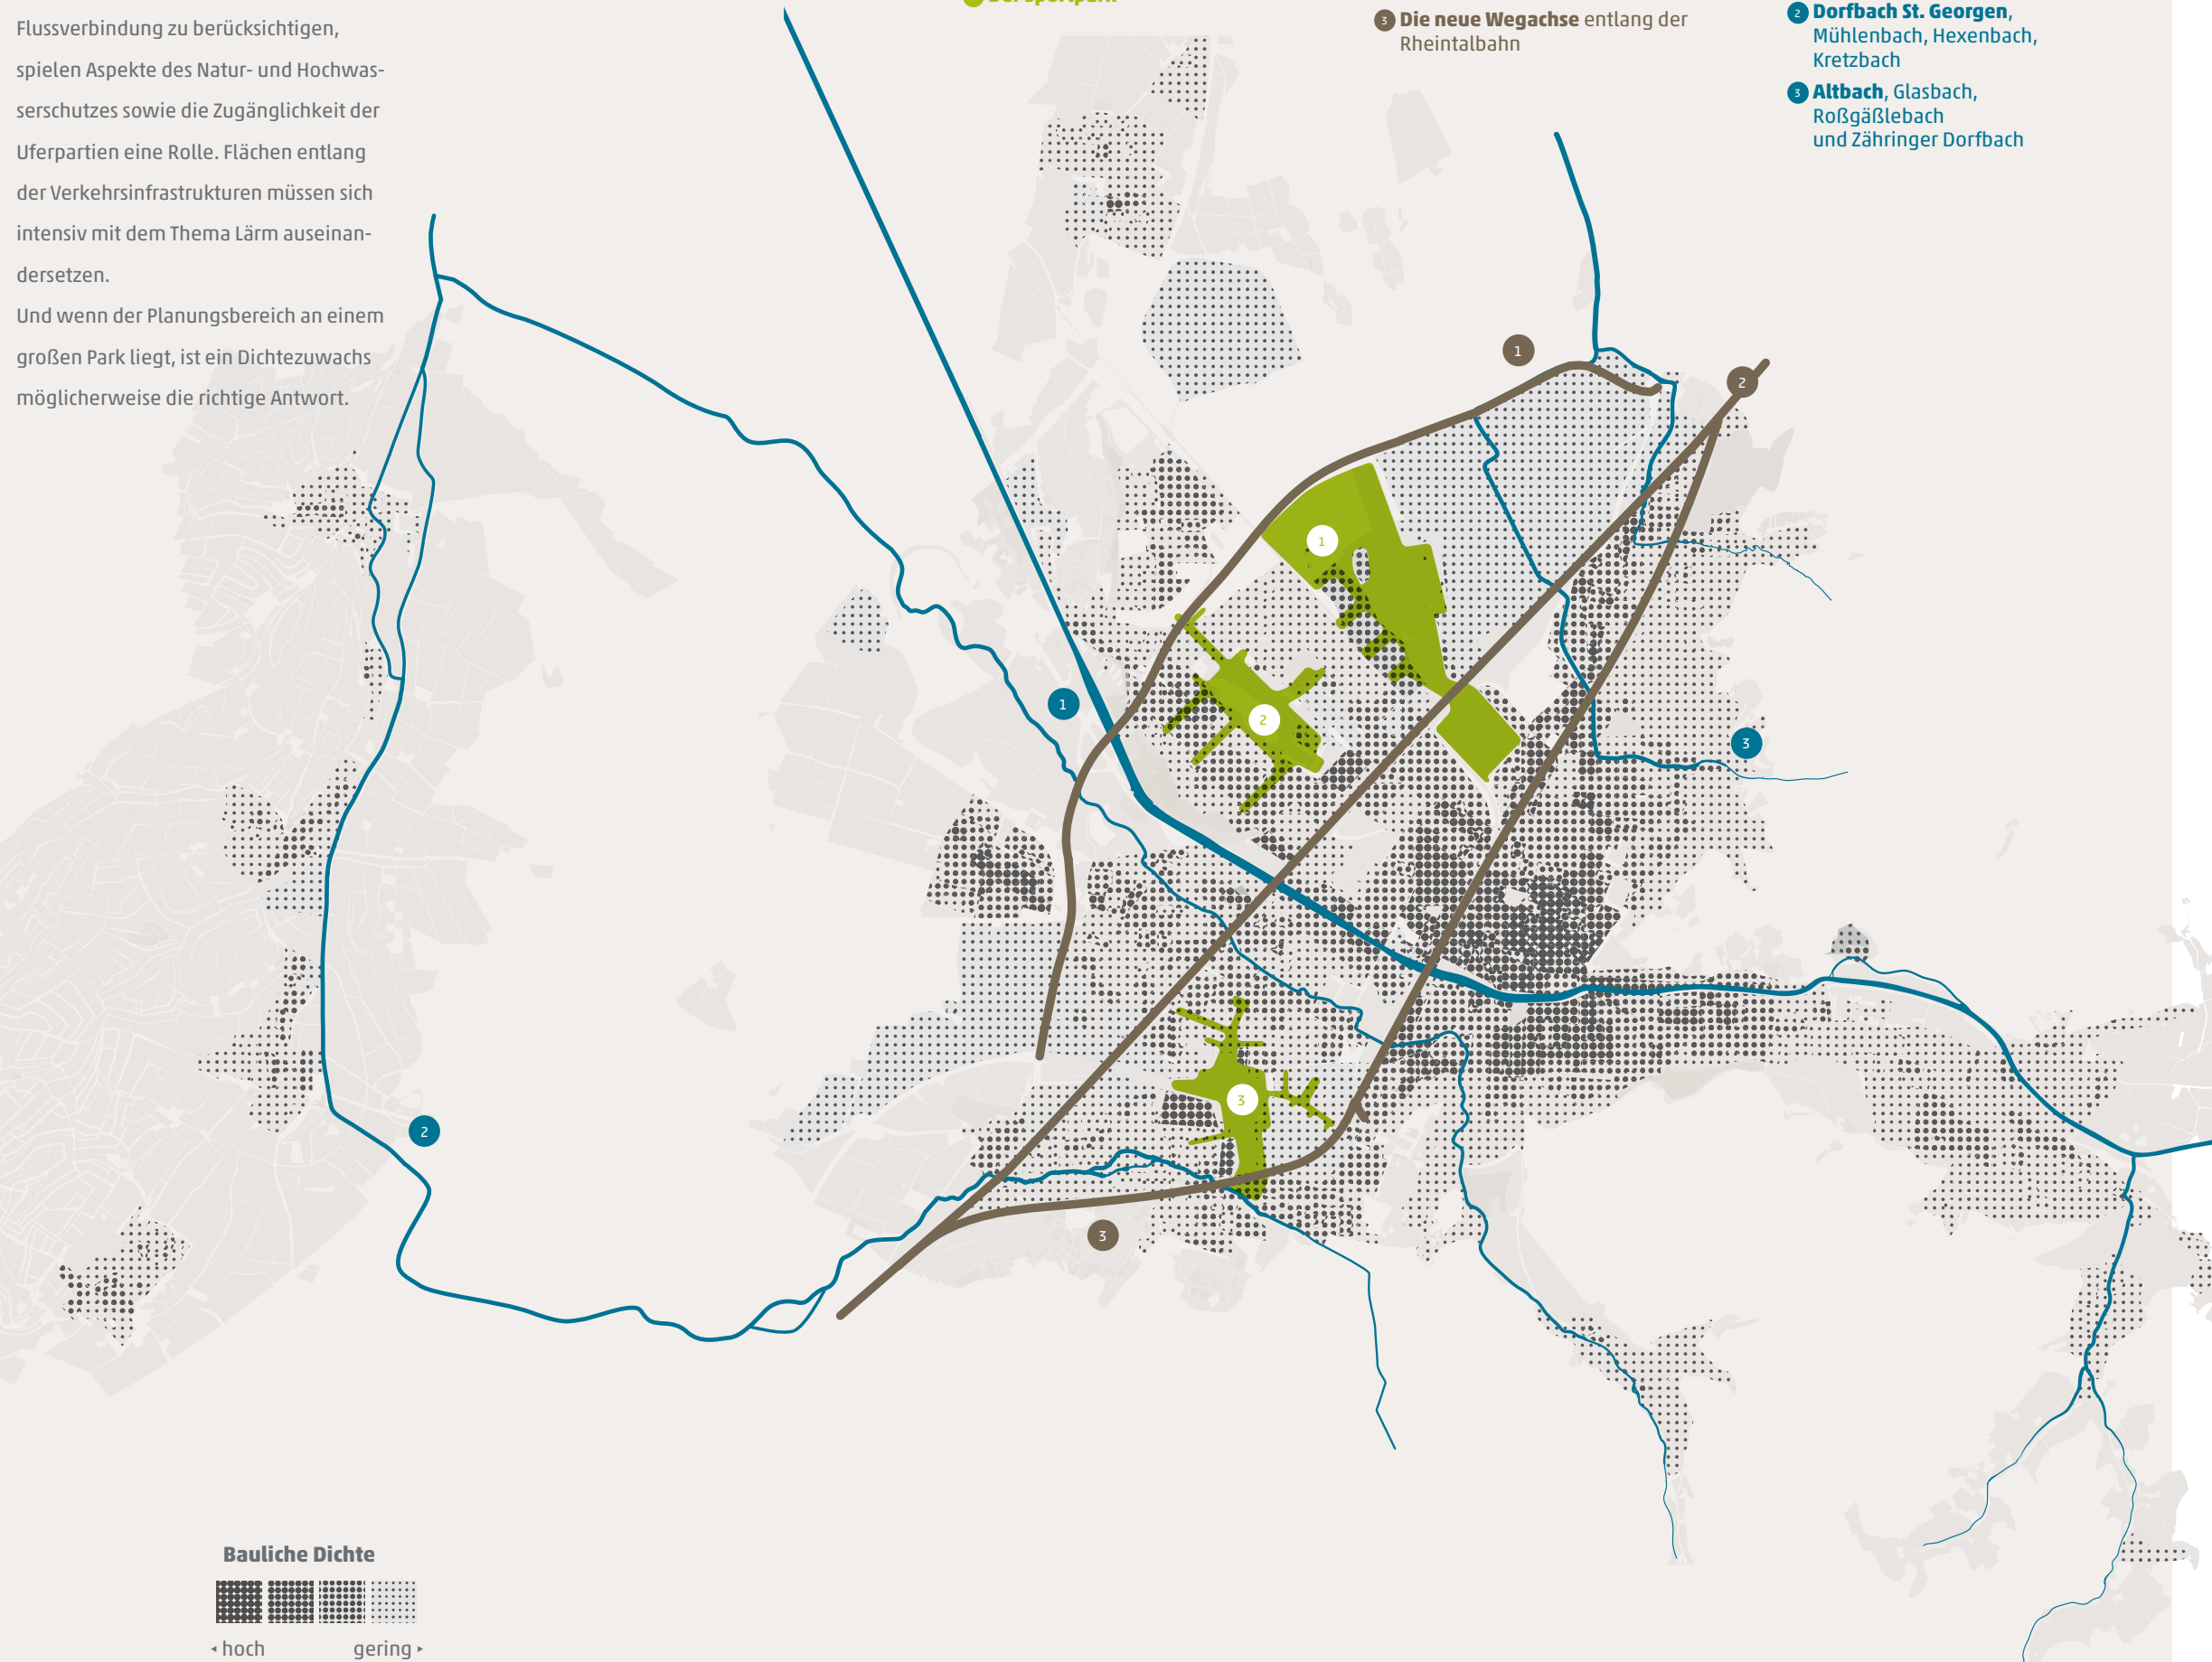 Flussverbindung zu berücksichtigen,
spielen Aspekte des Natur- und Hochwas-
serschutzes sowie die Zugänglichkeit der
Uferpartien eine Rolle. Flächen entlang
der Verkehrsinfrastrukturen müssen sich
intensiv mit dem Thema Lärm auseinan-
dersetzen.
Und wenn der Planungsbereich an einem
großen Park liegt, ist ein Dichtezuwachs
möglicherweise die richtige Antwort.
Der Sportpark
3 Die neue Wegachse entlang der
Rheintalbahn
2 Dorfbach St. Georgen,
Mühlenbach, Hexenbach,
Kretzbach
3 Altbach, Glasbach,
Roßgäßlebach
und Zähringer Dorfbach
1
2
1
2
1
3
3
2
3
Bauliche Dichte
◂ hoch gering ▸